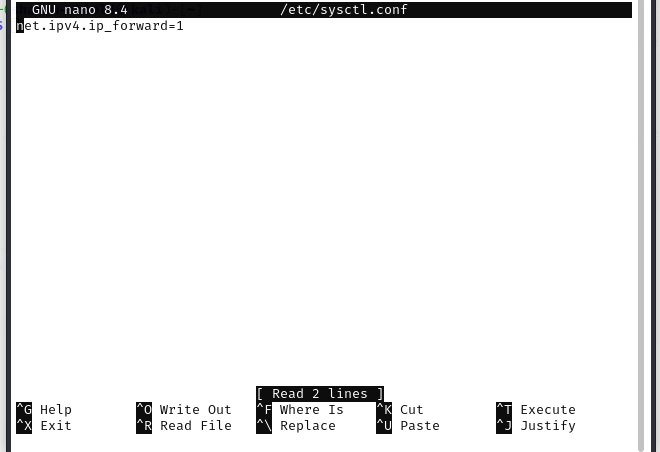 GNU nano 8.4 /etc/sysctl.conf
net.ipv4.ip_forward=1
[ Read 2 lines ]
^G Help ^O Write Out ^F Where Is ^K Cut ^T Execute
^X Exit ^R Read File ^\ Replace ^U Paste ^J Justify